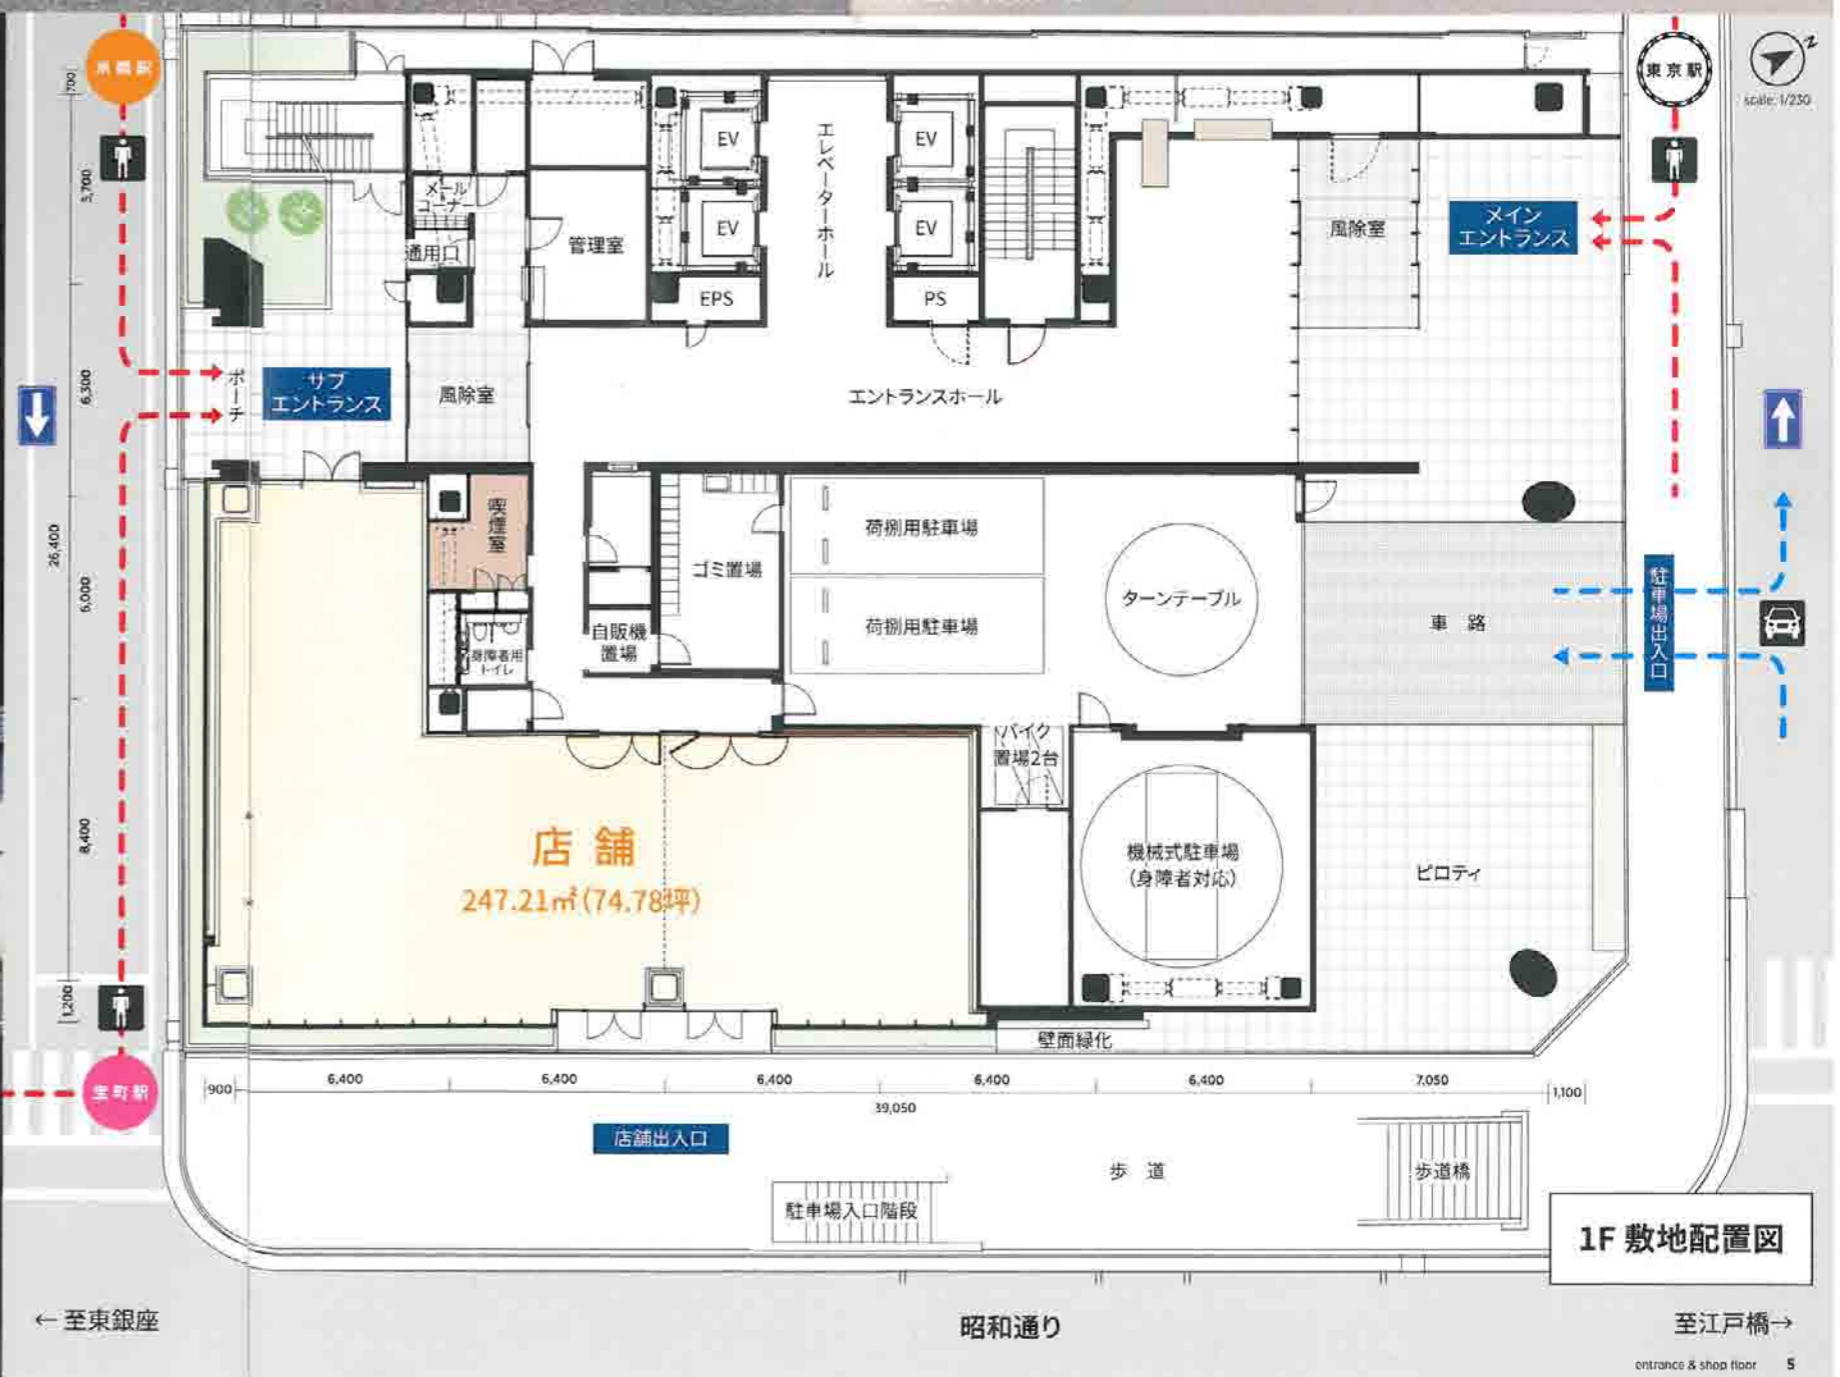 京橋駅
東京駅
N
scale: 1/230
700
3,700
6,300
26,400
6,000
8,400
1,200
EV
EV
EV
EV
エレベーターホール
メール
コーナー
通用口
管理室
EPS
PS
風除室
メイン
エントランス
ポーチ
サブ
エントランス
風除室
エントランスホール
喫煙室
ゴミ置場
荷捌用駐車場
荷捌用駐車場
ターンテーブル
車 路
駐車場出入口
自販機
置場
身障者用
トイレ
バイク
置場2台
店 舗
247.21㎡(74.78坪)
機械式駐車場
(身障者対応)
ピロティ
壁面緑化
宝町駅
900
6,400
6,400
6,400
6,400
6,400
7,050
1,100
39,050
店舗出入口
歩 道
歩道橋
駐車場入口階段
1F 敷地配置図
←至東銀座
昭和通り
至江戸橋→
entrance & shop floor 5